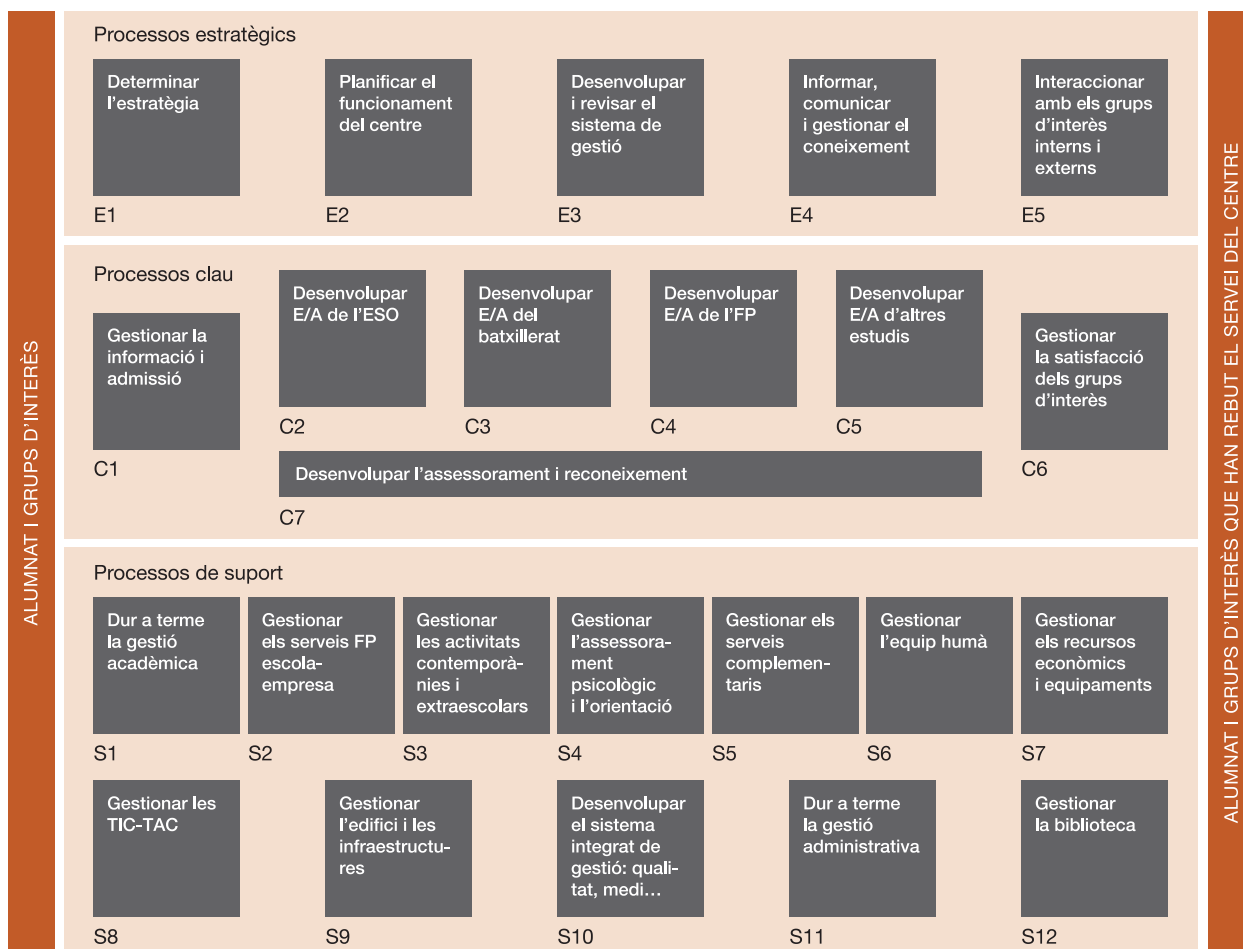 ALUMNAT I GRUPS D'INTERÈS
Processos estratègics
Determinar
l'estratègia
E1
Planificar el
funcionament
del centre
E2
Desenvolupar
i revisar el
sistema de
gestió
E3
Informar,
comunicar
i gestionar el
coneixement
E4
Interaccionar
amb els grups
d'interès
interns i
externs
E5
Processos clau
Gestionar la
informació i
admissió
C1
Desenvolupar
E/A de l'ESO
C2
Desenvolupar
E/A del
batxillerat
C3
Desenvolupar
E/A de l'FP
C4
Desenvolupar
E/A d'altres
estudis
C5
Gestionar
la satisfacció
dels grups
d'interès
C6
Desenvolupar l'assessorament i reconeixement
C7
Processos de suport
Dur a terme
la gestió
acadèmica
S1
Gestionar
els serveis FP
escola-
empresa
S2
Gestionar
les activitats
contemporà-
nies i
extraescolars
S3
Gestionar
l'assessora-
ment
psicològic
i l'orientació
S4
Gestionar els
serveis
complemen-
taris
S5
Gestionar
l'equip humà
S6
Gestionar
els recursos
econòmics
i equipaments
S7
Gestionar les
TIC-TAC
S8
Gestionar
l'edifici i les
infraestructu-
res
S9
Desenvolupar
el sistema
integrat de
gestió: quali-
tat, medi…
S10
Dur a terme
la gestió
administrativa
S11
Gestionar
la biblioteca
S12
ALUMNAT I GRUPS D'INTERÈS QUE HAN REBUT EL SERVEI DEL CENTRE